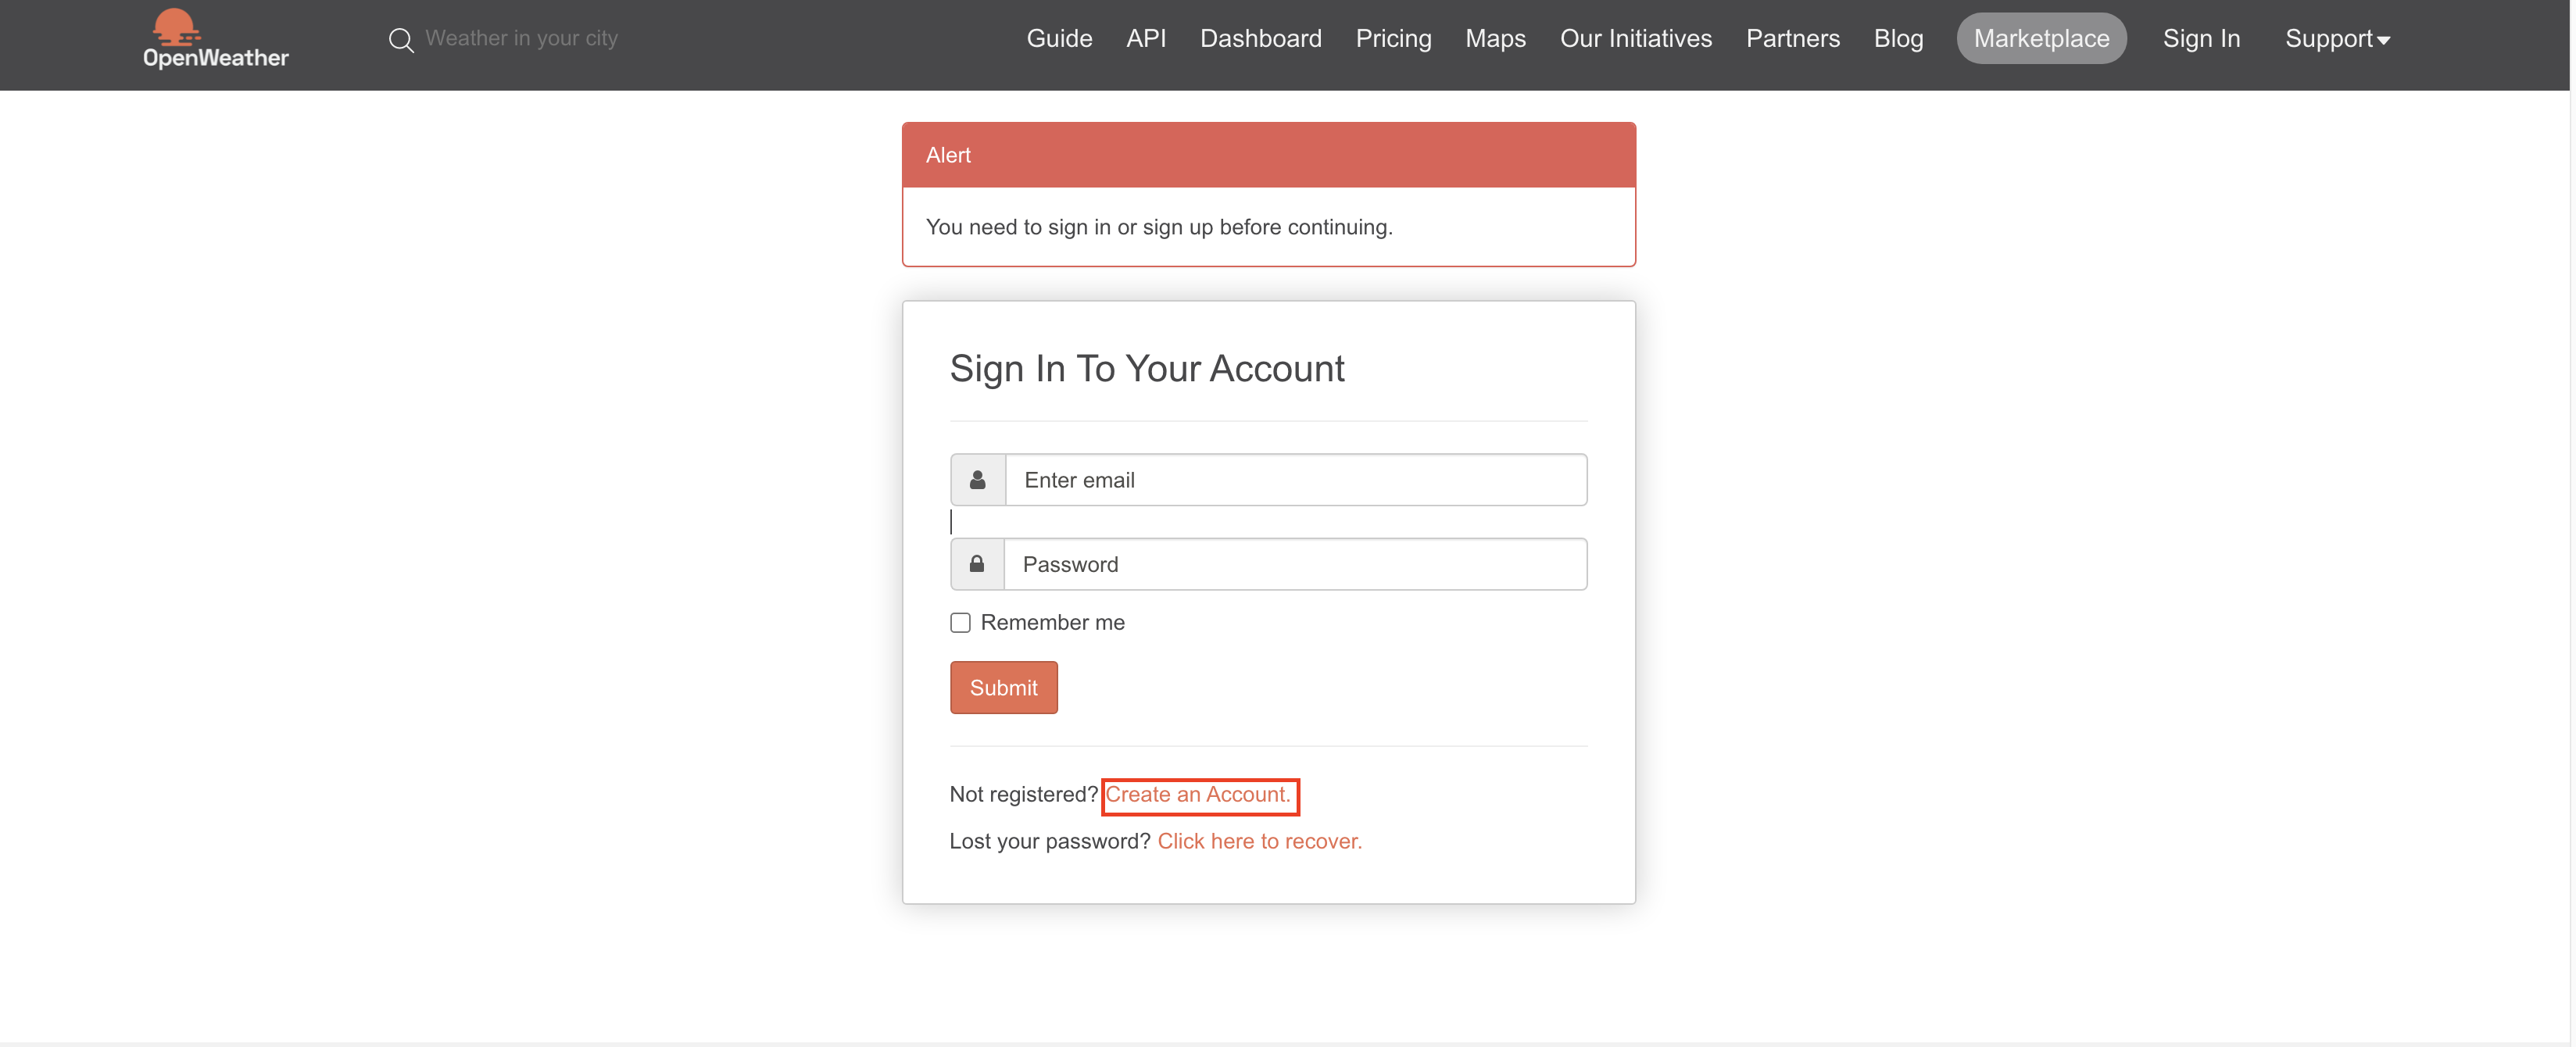 OpenWeather
Weather in your city
Guide API Dashboard Pricing Maps Our Initiatives Partners Blog Marketplace Sign In Support
Alert
You need to sign in or sign up before continuing.
Sign In To Your Account
Enter email
Password
Remember me
Submit
Not registered? Create an Account.
Lost your password? Click here to recover.